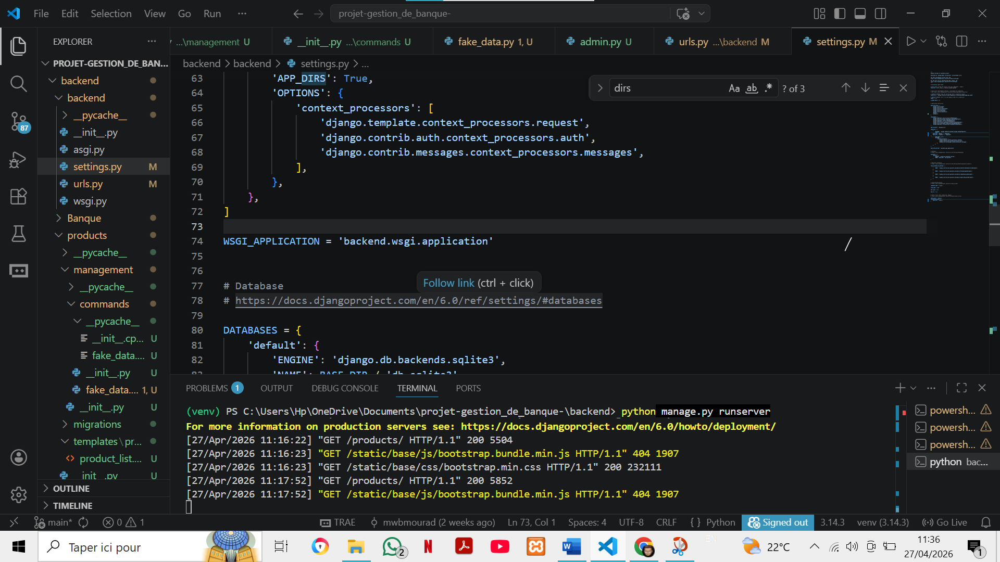 File Edit Selection View Go Run ···
projet-gestion_de_banque-
EXPLORER
...\management U
__init__.py ...\commands U
fake_data.py 1, U
admin.py U
urls.py ...\backend M
settings.py M
PROJET-GESTION_DE_BAN...
backend
backend
__pycache__
__init__.py
asgi.py
settings.py M
urls.py M
wsgi.py
Banque
products
__pycache__
management
__pycache__
commands
__pycache__
__init__.cp... U
fake_data.... U
__init__.py U
fake_data.... 1, U
__init__.py U
migrations
templates\pr...
product_list.... U
init .py U
OUTLINE
TIMELINE
87
backend > backend > settings.py > ...
dirs Aa ab .* ? of 3
63 'APP_DIRS': True,
64 'OPTIONS': {
65 'context_processors': [
66 'django.template.context_processors.request',
67 'django.contrib.auth.context_processors.auth',
68 'django.contrib.messages.context_processors.messages',
69 ],
70 },
71 },
72 ]
73
74 WSGI_APPLICATION = 'backend.wsgi.application'
75
76
Follow link (ctrl + click)
77 # Database
78 # https://docs.djangoproject.com/en/6.0/ref/settings/#databases
79
80 DATABASES = {
81 'default': {
82 'ENGINE': 'django.db.backends.sqlite3',
83 'NAME': BASE_DIR / 'db.sqlite3'
PROBLEMS 1 OUTPUT DEBUG CONSOLE TERMINAL PORTS
(venv) PS C:\Users\Hp\OneDrive\Documents\projet-gestion_de_banque-\backend> python manage.py runserver
For more information on production servers see: https://docs.djangoproject.com/en/6.0/howto/deployment/
[27/Apr/2026 11:16:22] "GET /products/ HTTP/1.1" 200 5504
[27/Apr/2026 11:16:23] "GET /static/base/js/bootstrap.bundle.min.js HTTP/1.1" 404 1907
[27/Apr/2026 11:16:23] "GET /static/base/css/bootstrap.min.css HTTP/1.1" 200 232111
[27/Apr/2026 11:17:52] "GET /products/ HTTP/1.1" 200 5852
[27/Apr/2026 11:17:52] "GET /static/base/js/bootstrap.bundle.min.js HTTP/1.1" 404 1907
powersh...
powersh...
powersh...
python bac...
main* 0 1 TRAE mwbmourad (2 weeks ago) Ln 73, Col 1 Spaces: 4 UTF-8 CRLF { } Python Signed out 3.14.3 venv (3.14.3) Go Live
Taper ici pour
2
22°C
11:36
27/04/2026
1